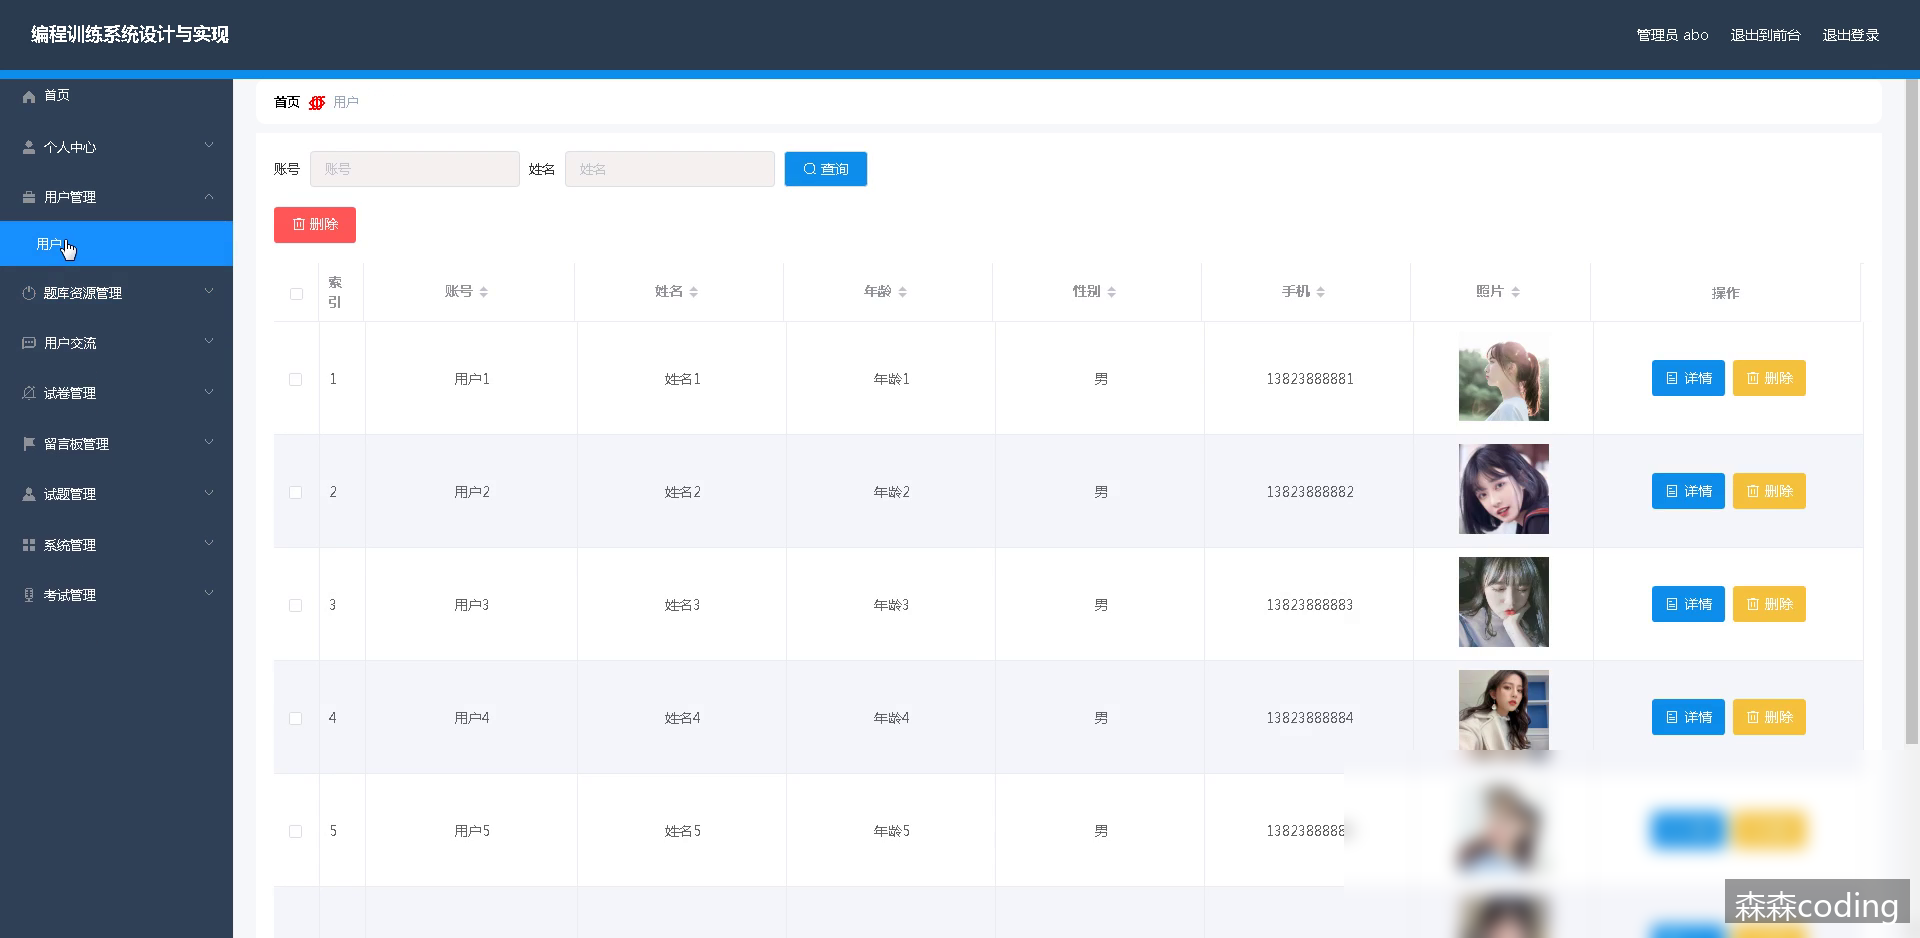 编程训练系统设计与实现
管理员 abo 退出到前台 退出登录
首页
个人中心
用户管理
用户
题库资源管理
用户交流
试卷管理
留言板管理
试题管理
系统管理
考试管理
首页 用户
账号 账号 姓名 姓名 查询
删除
索引 账号 姓名 年龄 性别 手机 照片 操作
1 用户1 姓名1 年龄1 男 13823888881 详情 删除
2 用户2 姓名2 年龄2 男 13823888882 详情 删除
3 用户3 姓名3 年龄3 男 13823888883 详情 删除
4 用户4 姓名4 年龄4 男 13823888884 详情 删除
5 用户5 姓名5 年龄5 男 1382388888
森森coding